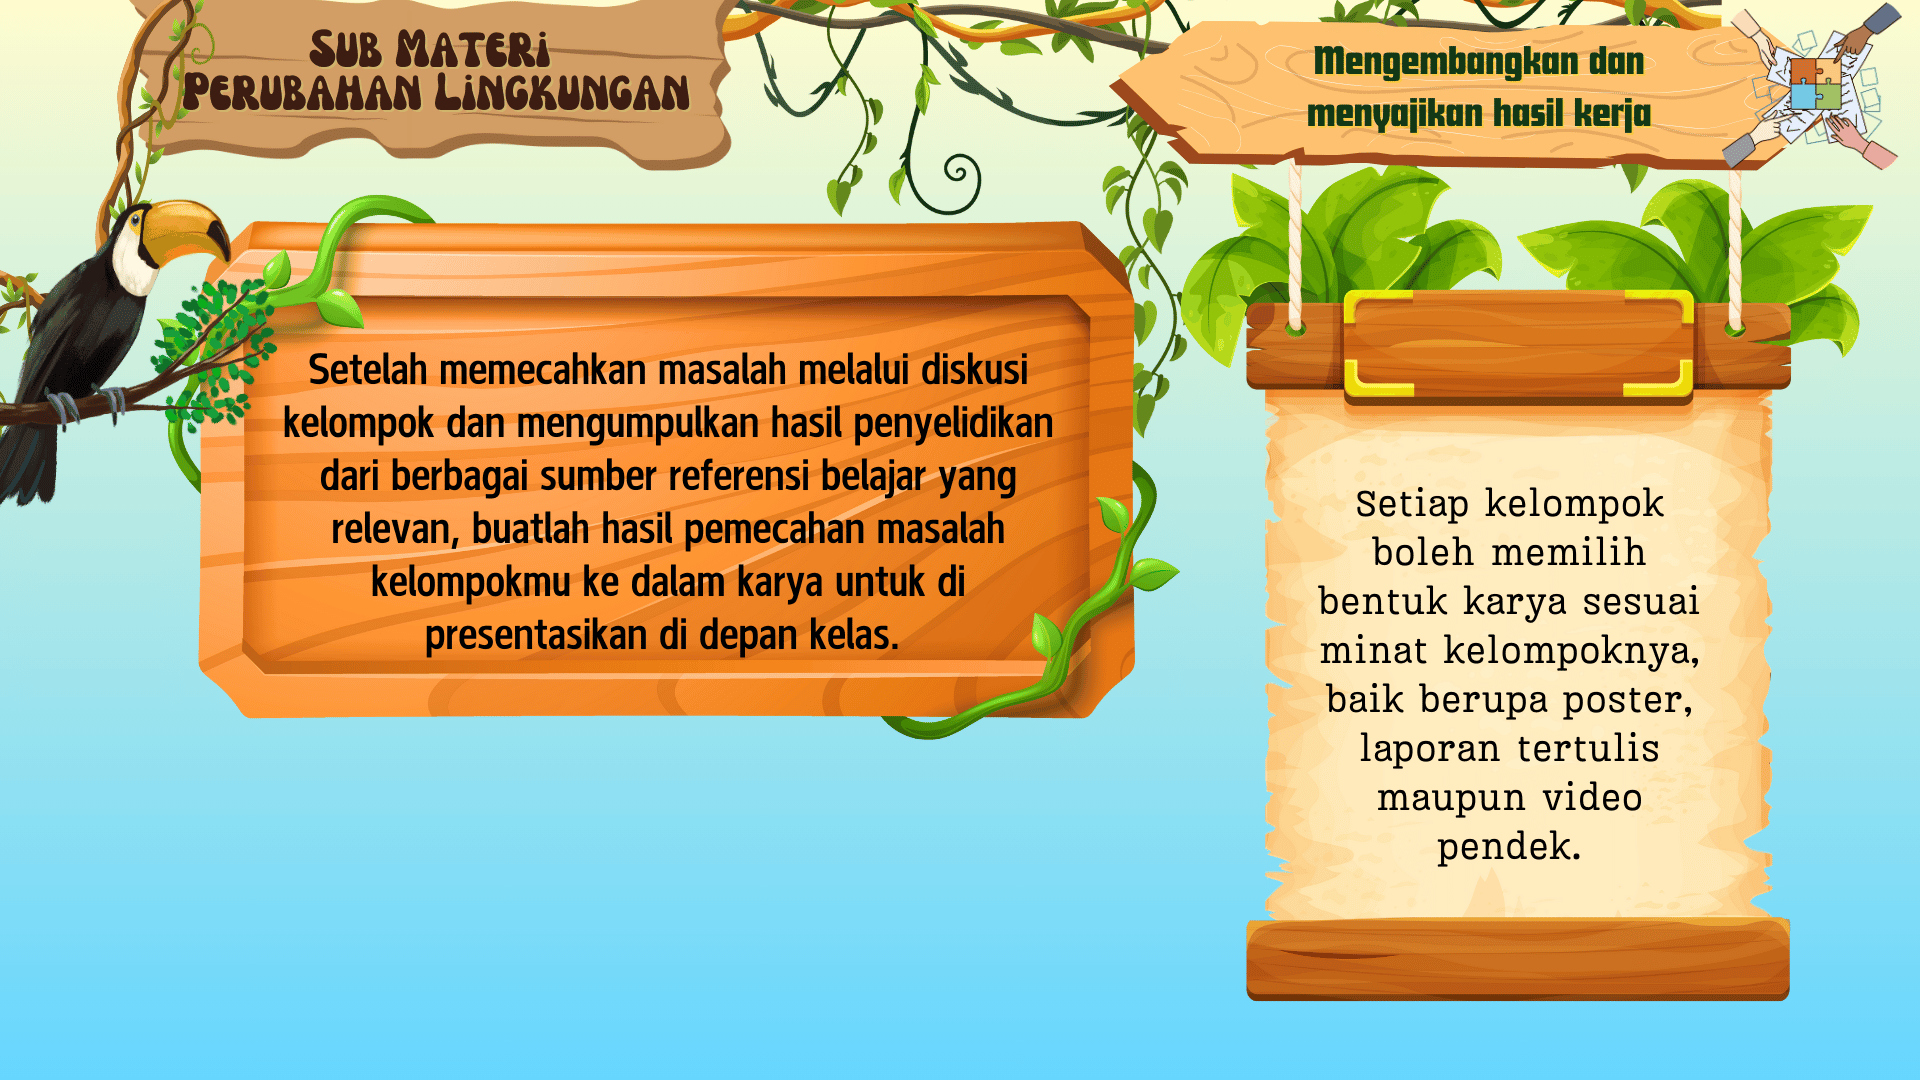 Sub Materi
Perubahan Lingkungan
Mengembangkan dan
menyajikan hasil kerja
Setelah memecahkan masalah melalui diskusi
kelompok dan mengumpulkan hasil penyelidikan
dari berbagai sumber referensi belajar yang
relevan, buatlah hasil pemecahan masalah
kelompokmu ke dalam karya untuk di
presentasikan di depan kelas.
Setiap kelompok
boleh memilih
bentuk karya sesuai
minat kelompoknya,
baik berupa poster,
laporan tertulis
maupun video
pendek.